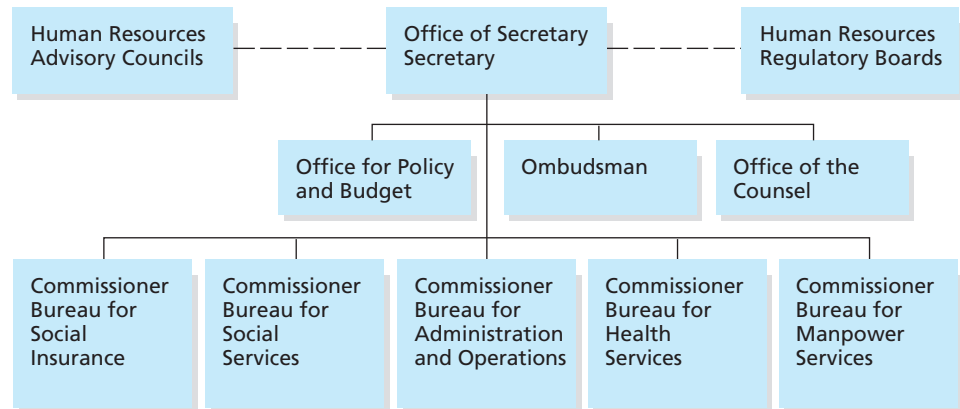 Human Resources
Advisory Councils
Office of Secretary
Secretary
Human Resources
Regulatory Boards
Office for Policy
and Budget
Ombudsman
Office of the
Counsel
Commissioner
Bureau for
Social
Insurance
Commissioner
Bureau for
Social
Services
Commissioner
Bureau for
Administration
and Operations
Commissioner
Bureau for
Health
Services
Commissioner
Bureau for
Manpower
Services